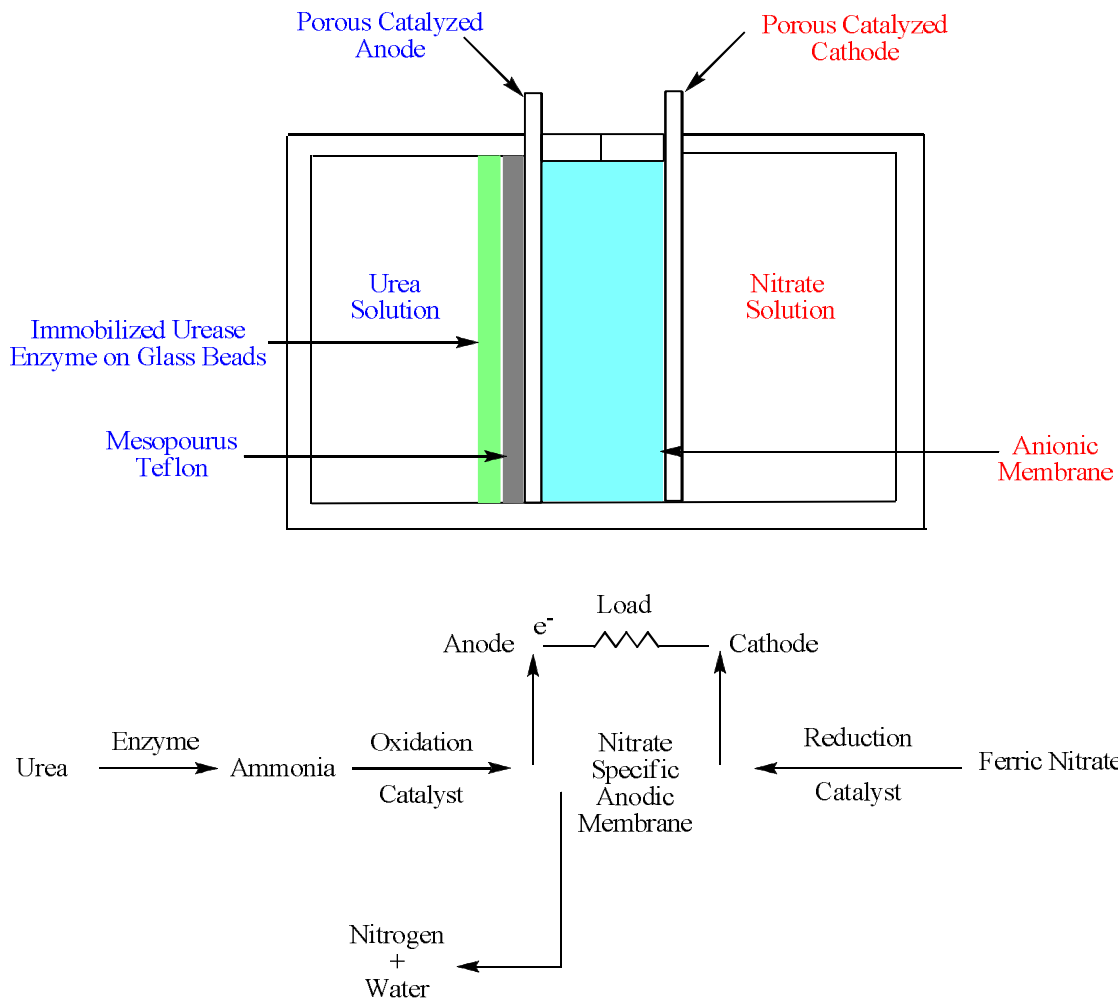 Porous Catalyzed
Anode
Porous Catalyzed
Cathode
Urea
Solution
Nitrate
Solution
Immobilized Urease
Enzyme on Glass Beads
Mesopourus
Teflon
Anionic
Membrane
Load
Anode
e-
Cathode
Enzyme
Oxidation
Nitrate
Specific
Anodic
Membrane
Reduction
Urea
Ammonia
Catalyst
Catalyst
Ferric Nitrate
Nitrogen
+
Water